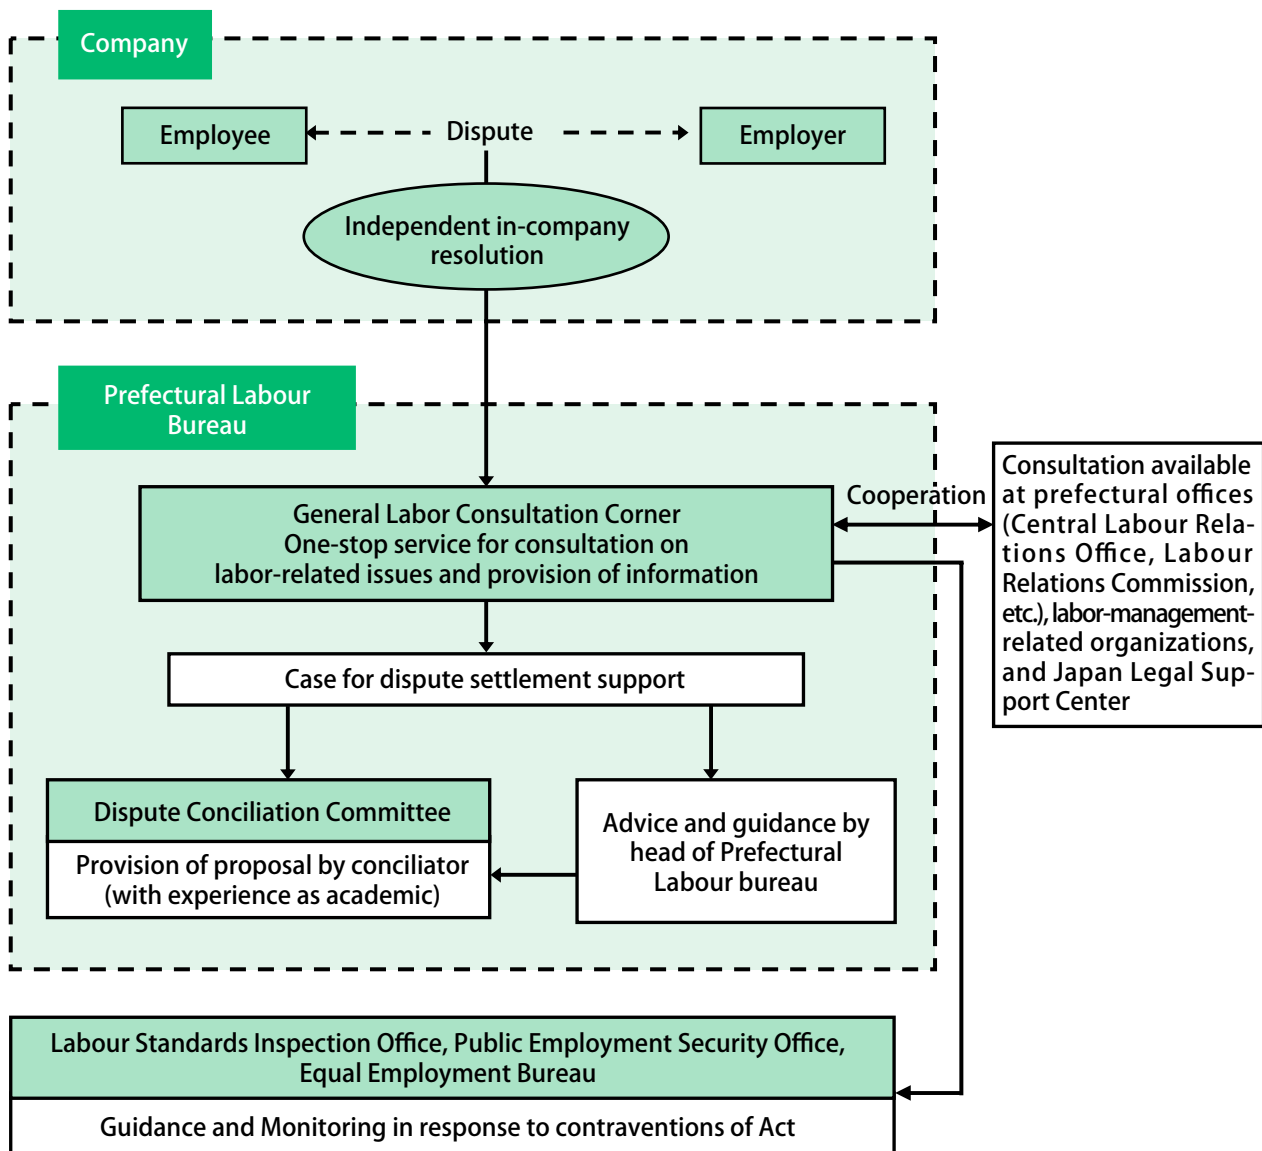 Company
Employee
Dispute
Employer
Independent in-company
resolution
Prefectural Labour
Bureau
General Labor Consultation Corner
One-stop service for consultation on
labor-related issues and provision of information
Cooperation
Consultation available
at prefectural offices
(Central Labour Rela-
tions Office, Labour
Relations Commission,
etc.), labor-management-
related organizations,
and Japan Legal Sup-
port Center
Case for dispute settlement support
Dispute Conciliation Committee
Provision of proposal by conciliator
(with experience as academic)
Advice and guidance by
head of Prefectural
Labour bureau
Labour Standards Inspection Office, Public Employment Security Office,
Equal Employment Bureau
Guidance and Monitoring in response to contraventions of Act